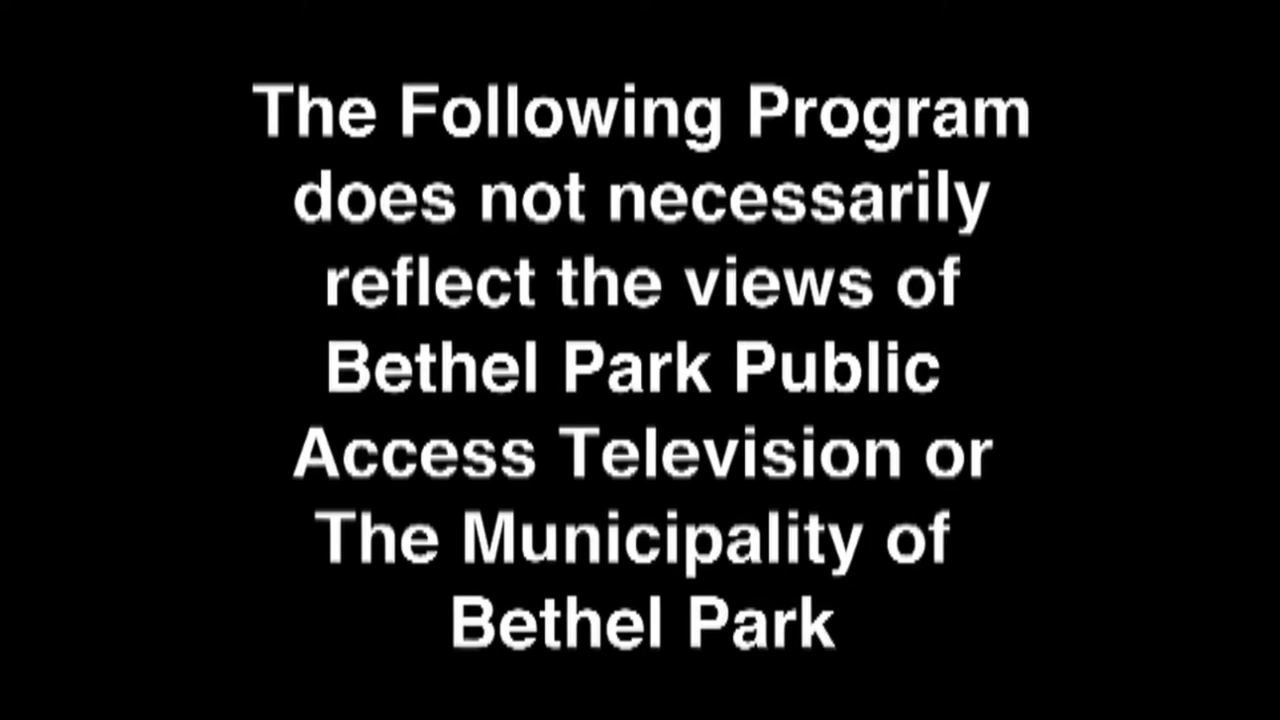 The Following Program
does not necessarily
reflect the views of
Bethel Park Public
Access Television or
The Municipality of
Bethel Park